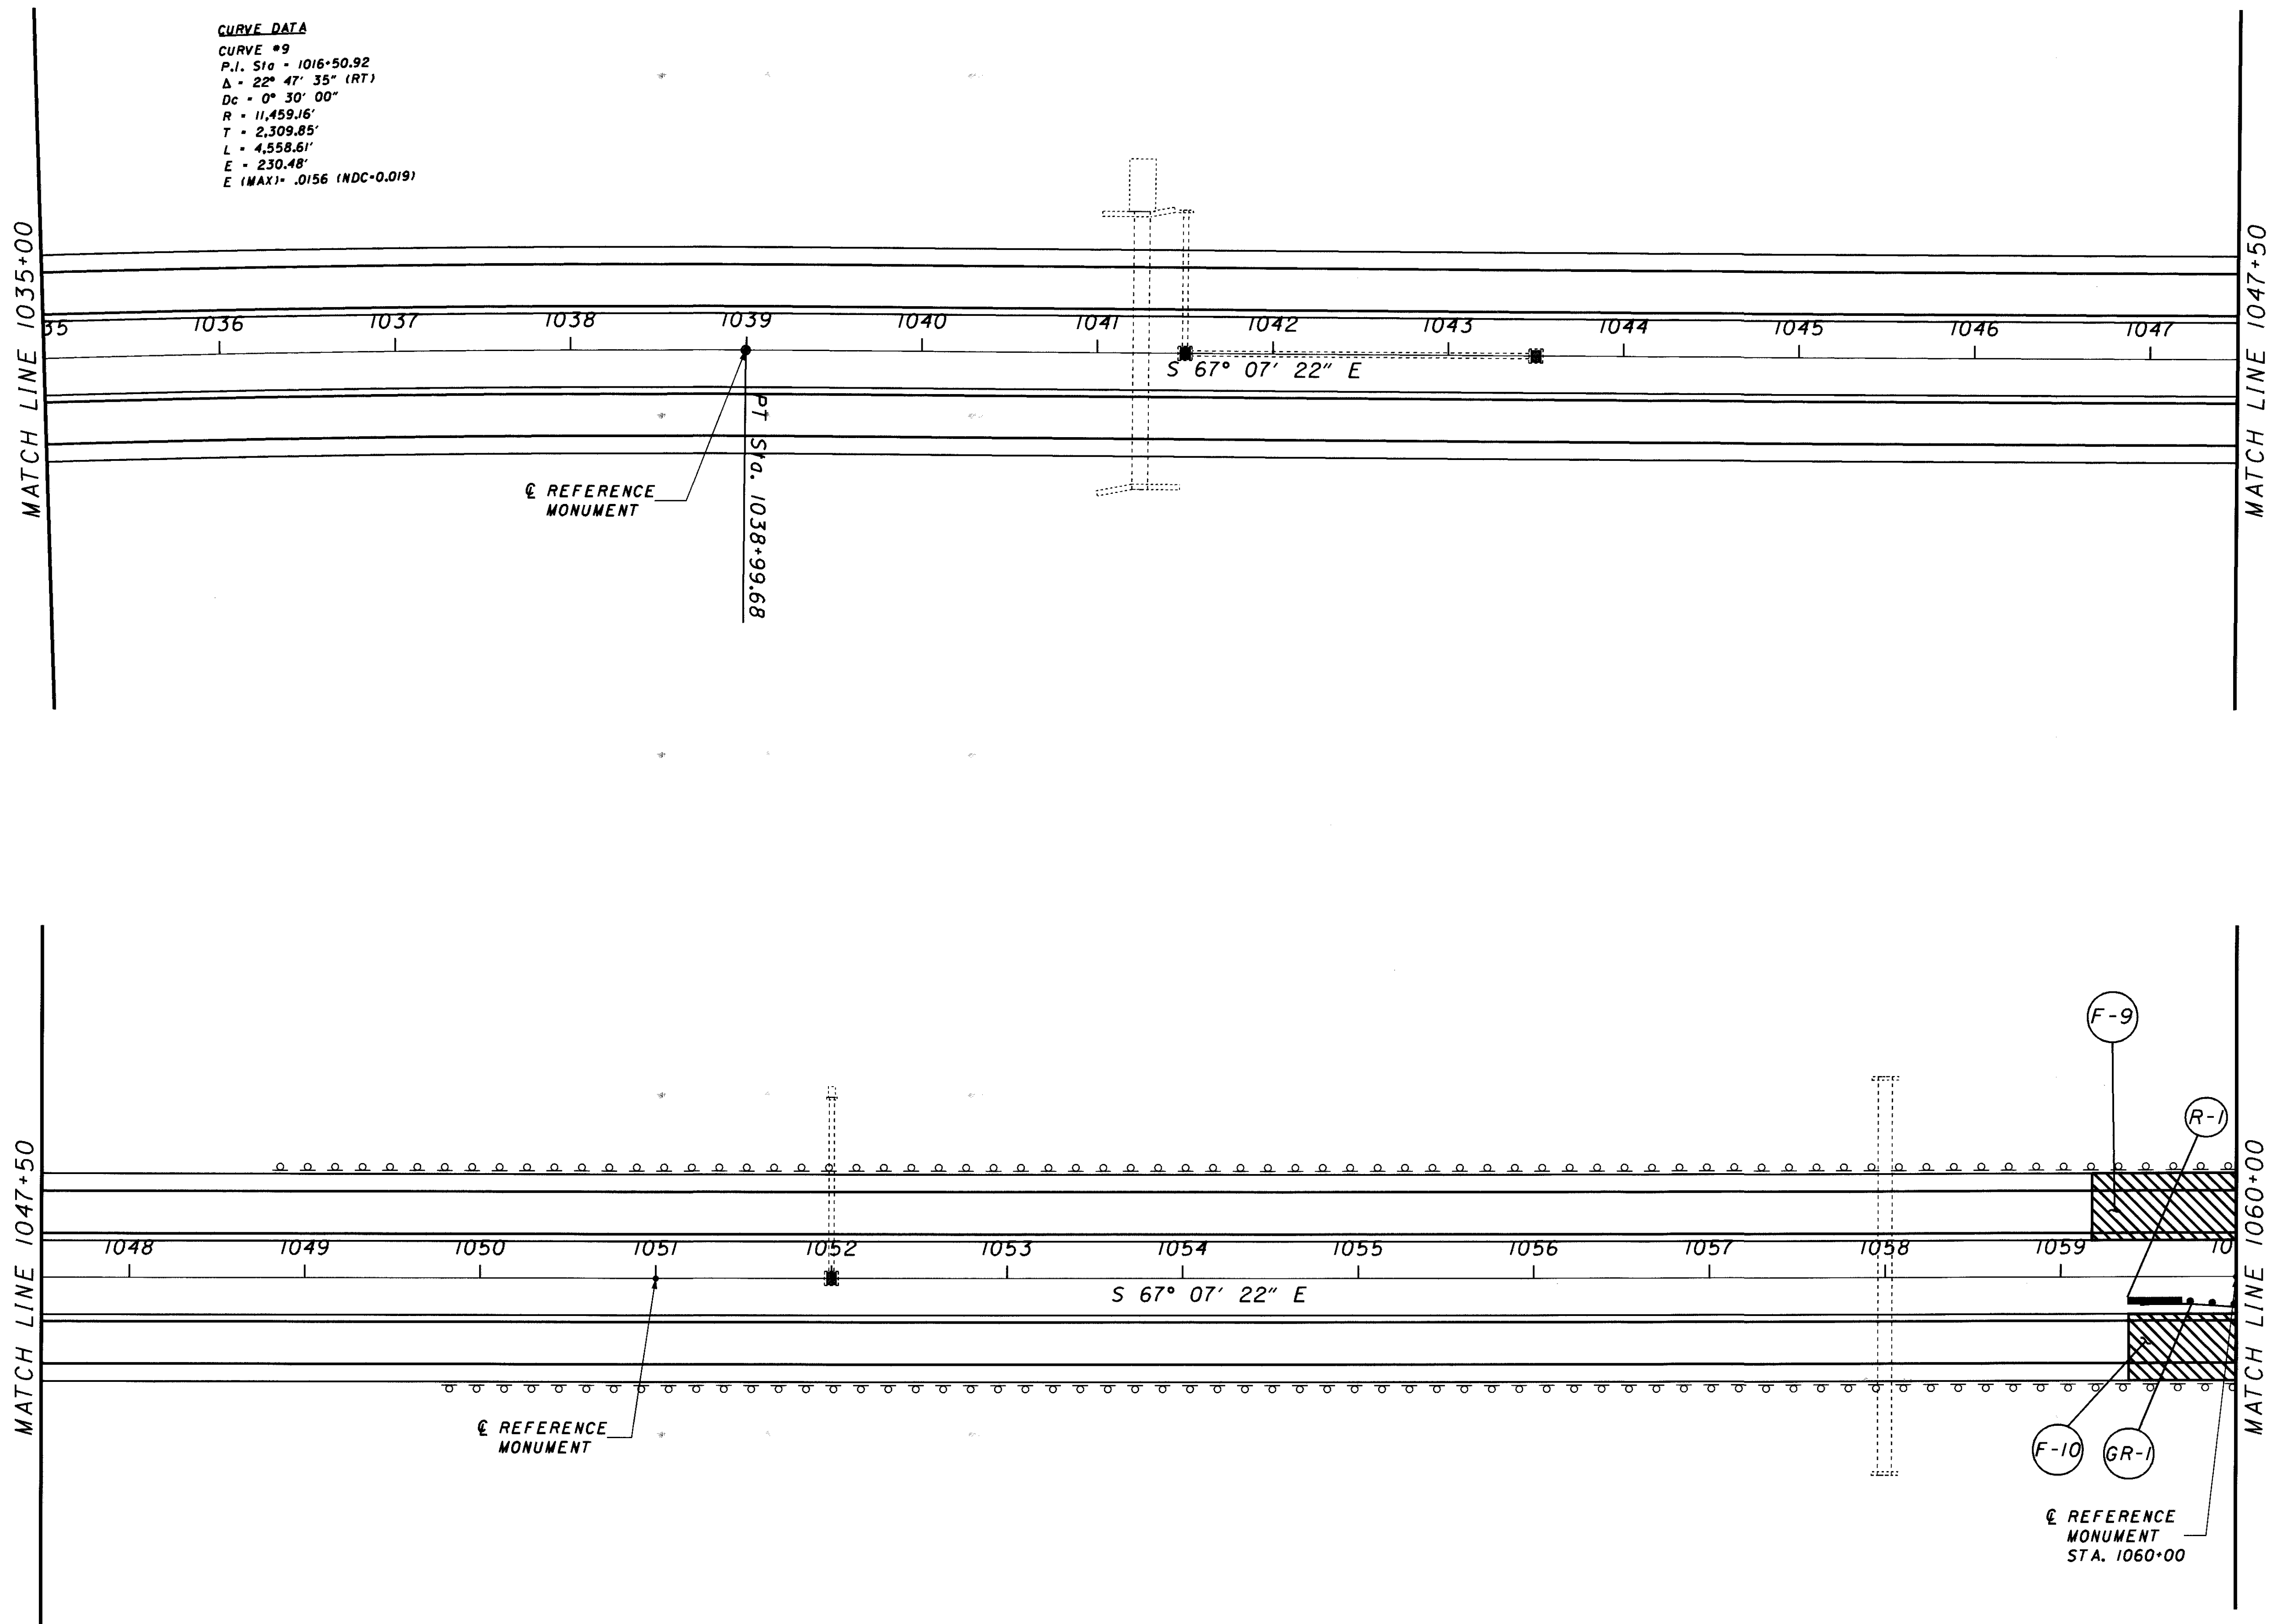 CURVE DATA
CURVE #9
P.I. Sta = 1016+50.92
Δ = 22° 47' 35" (RT)
Dc = 0° 30' 00"
R = 11,459.16'
T = 2,309.85'
L = 4,558.61'
E = 230.48'
E (MAX)= .0156 (NDC=0.019)
MATCH LINE 1035+00
35 1036 1037 1038 1039 1040 1041 1042 1043 1044 1045 1046 1047
MATCH LINE 1047+50
S 67° 07' 22" E
PT Sta. 1038+99.68
℄ REFERENCE
MONUMENT
F-9
R-1
MATCH LINE 1047+50
1048 1049 1050 1051 1052 1053 1054 1055 1056 1057 1058 1059 10
MATCH LINE 1060+00
S 67° 07' 22" E
℄ REFERENCE
MONUMENT
F-10
GR-1
℄ REFERENCE
MONUMENT
STA. 1060+00